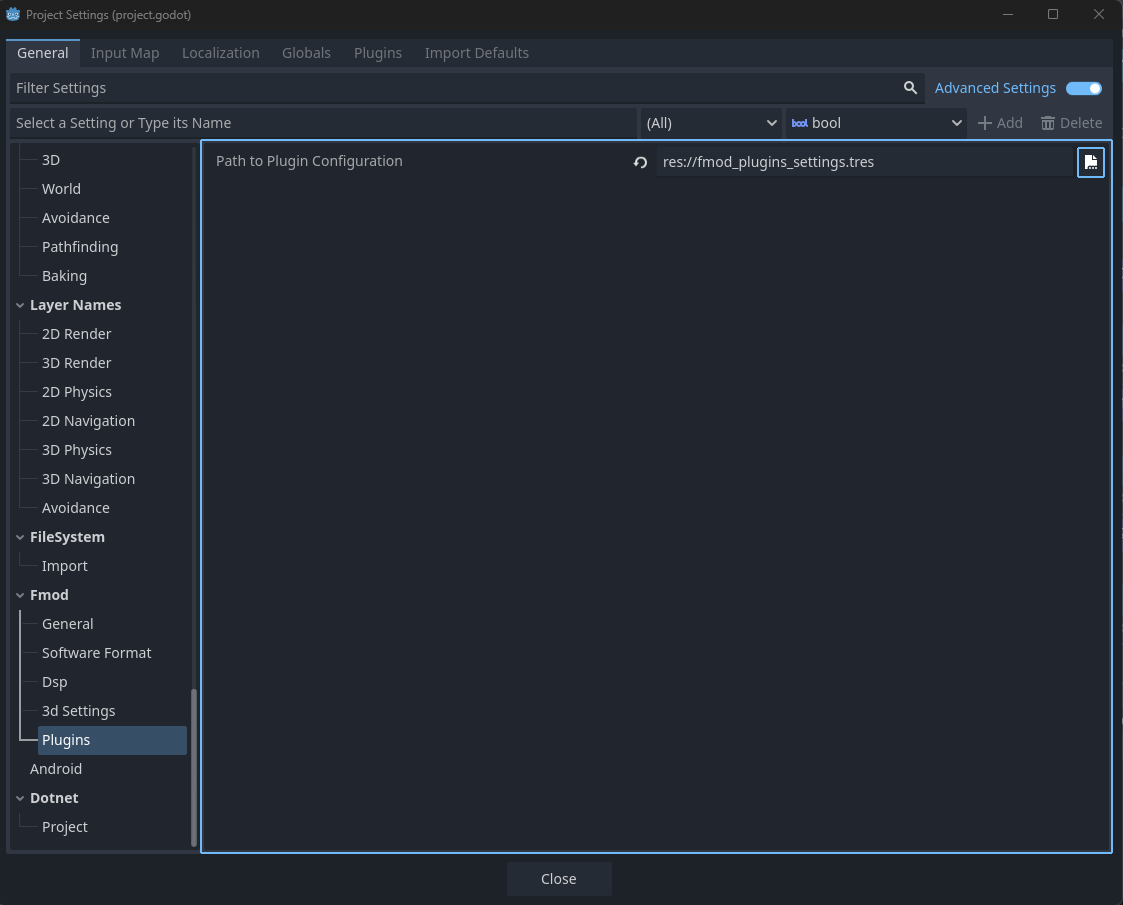 Project Settings (project.godot)
General Input Map Localization Globals Plugins Import Defaults
Filter Settings Advanced Settings
Select a Setting or Type its Name (All) bool bool Add Delete
Path to Plugin Configuration res://fmod_plugins_settings.tres
3D
World
Avoidance
Pathfinding
Baking
Layer Names
2D Render
3D Render
2D Physics
2D Navigation
3D Physics
3D Navigation
Avoidance
FileSystem
Import
Fmod
General
Software Format
Dsp
3d Settings
Plugins
Android
Dotnet
Project
Close